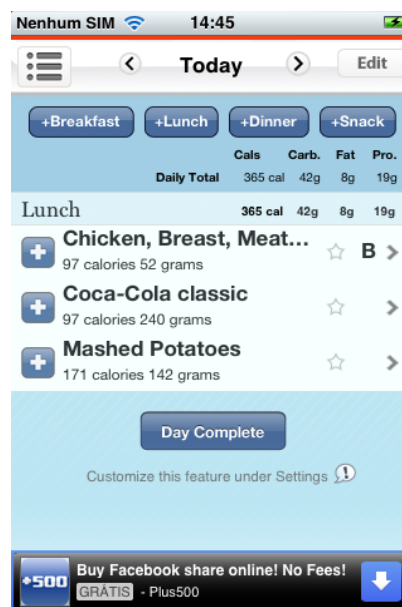 Nenhum SIM 14:45
Today Edit
+Breakfast +Lunch +Dinner +Snack
Cals Carb. Fat Pro.
Daily Total 365 cal 42g 8g 19g
Lunch 365 cal 42g 8g 19g
Chicken, Breast, Meat... B
97 calories 52 grams
Coca-Cola classic
97 calories 240 grams
Mashed Potatoes
171 calories 142 grams
Day Complete
Customize this feature under Settings
+500 Buy Facebook share online! No Fees!
GRÁTIS - Plus500